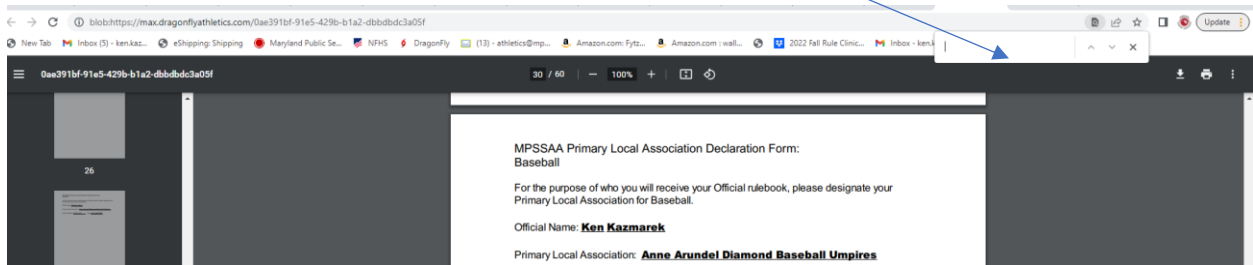 blob:https://max.dragonflyathletics.com/0ae391bf-91e5-429b-b1a2-dbbdbdc3a05f
Update
New Tab
Inbox (5) - ken.kaz...
eShipping: Shipping
Maryland Public Se...
NFHS
DragonFly
(13) - athletics@mp...
Amazon.com: Fytz...
Amazon.com : wall...
2022 Fall Rule Clinic...
Inbox - ken.k
0ae391bf-91e5-429b-b1a2-dbbdbdc3a05f
30 / 60
100%
26
MPSSAA Primary Local Association Declaration Form:
Baseball
For the purpose of who you will receive your Official rulebook, please designate your
Primary Local Association for Baseball.
Official Name: Ken Kazmarek
Primary Local Association: Anne Arundel Diamond Baseball Umpires